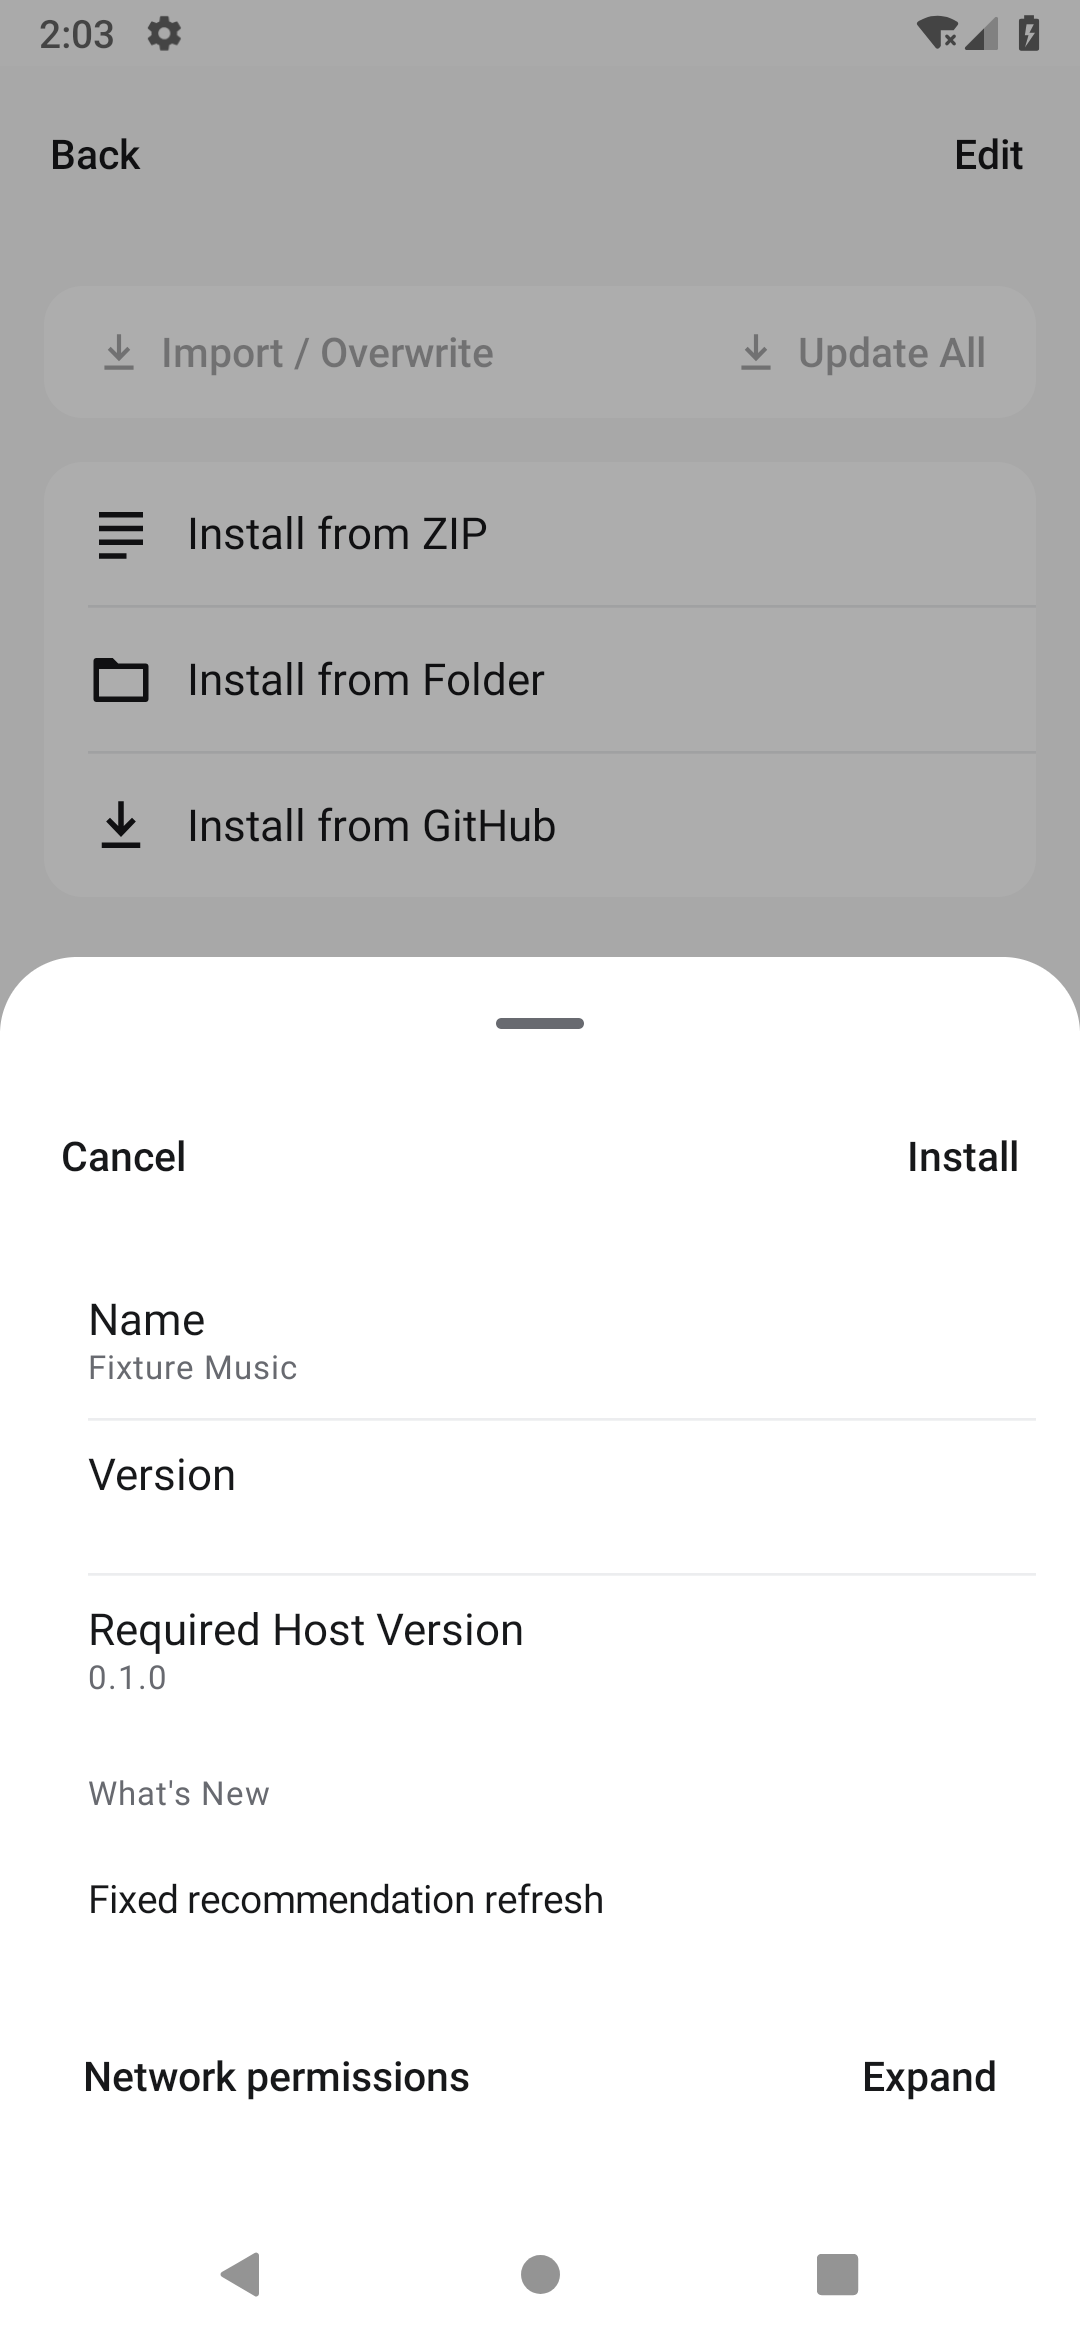 2:03
Back
Edit
Import / Overwrite
Update All
Install from ZIP
Install from Folder
Install from GitHub
Cancel
Install
Name
Fixture Music
Version
Required Host Version
0.1.0
What's New
Fixed recommendation refresh
Network permissions
Expand